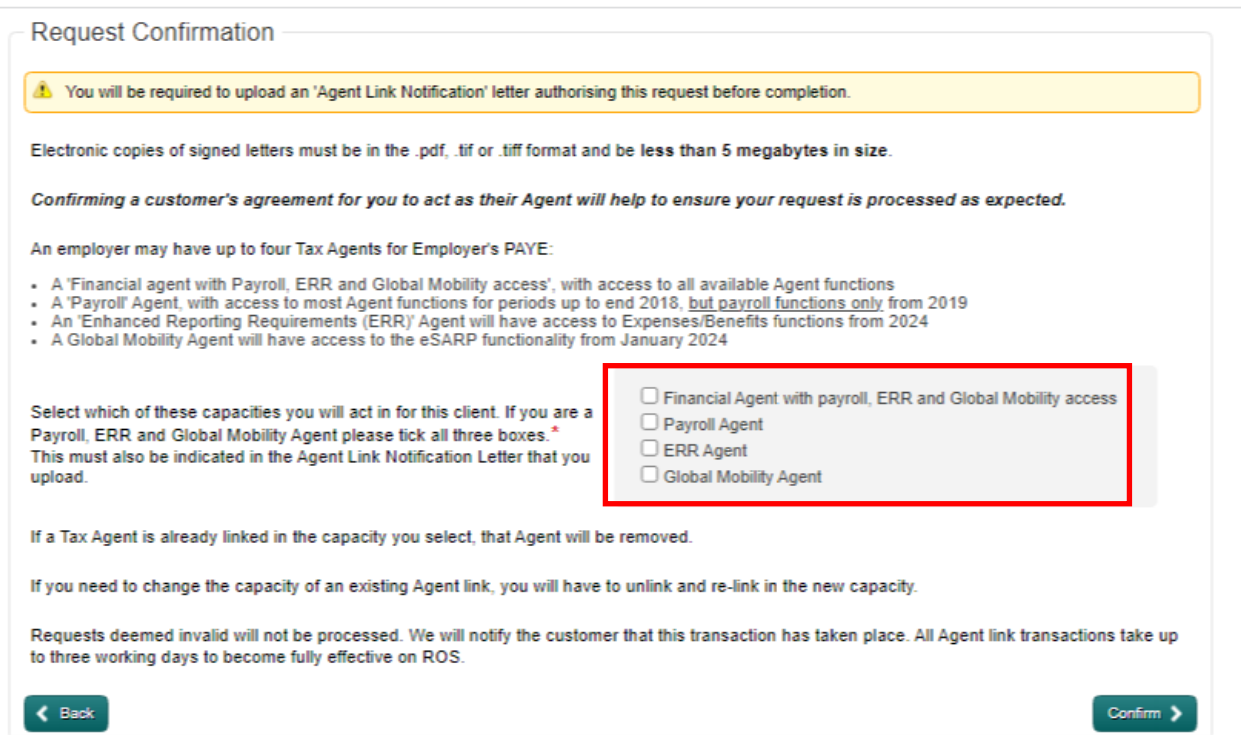 Request Confirmation
You will be required to upload an 'Agent Link Notification' letter authorising this request before completion.
Electronic copies of signed letters must be in the .pdf, .tif or .tiff format and be less than 5 megabytes in size.
Confirming a customer's agreement for you to act as their Agent will help to ensure your request is processed as expected.
An employer may have up to four Tax Agents for Employer's PAYE:
• A 'Financial agent with Payroll, ERR and Global Mobility access', with access to all available Agent functions
• A 'Payroll' Agent, with access to most Agent functions for periods up to end 2018, but payroll functions only from 2019
• An 'Enhanced Reporting Requirements (ERR)' Agent will have access to Expenses/Benefits functions from 2024
• A Global Mobility Agent will have access to the eSARP functionality from January 2024
Select which of these capacities you will act in for this client. If you are a
Payroll, ERR and Global Mobility Agent please tick all three boxes.*
This must also be indicated in the Agent Link Notification Letter that you
upload.
Financial Agent with payroll, ERR and Global Mobility access
Payroll Agent
ERR Agent
Global Mobility Agent
If a Tax Agent is already linked in the capacity you select, that Agent will be removed.
If you need to change the capacity of an existing Agent link, you will have to unlink and re-link in the new capacity.
Requests deemed invalid will not be processed. We will notify the customer that this transaction has taken place. All Agent link transactions take up
to three working days to become fully effective on ROS.
Back
Confirm